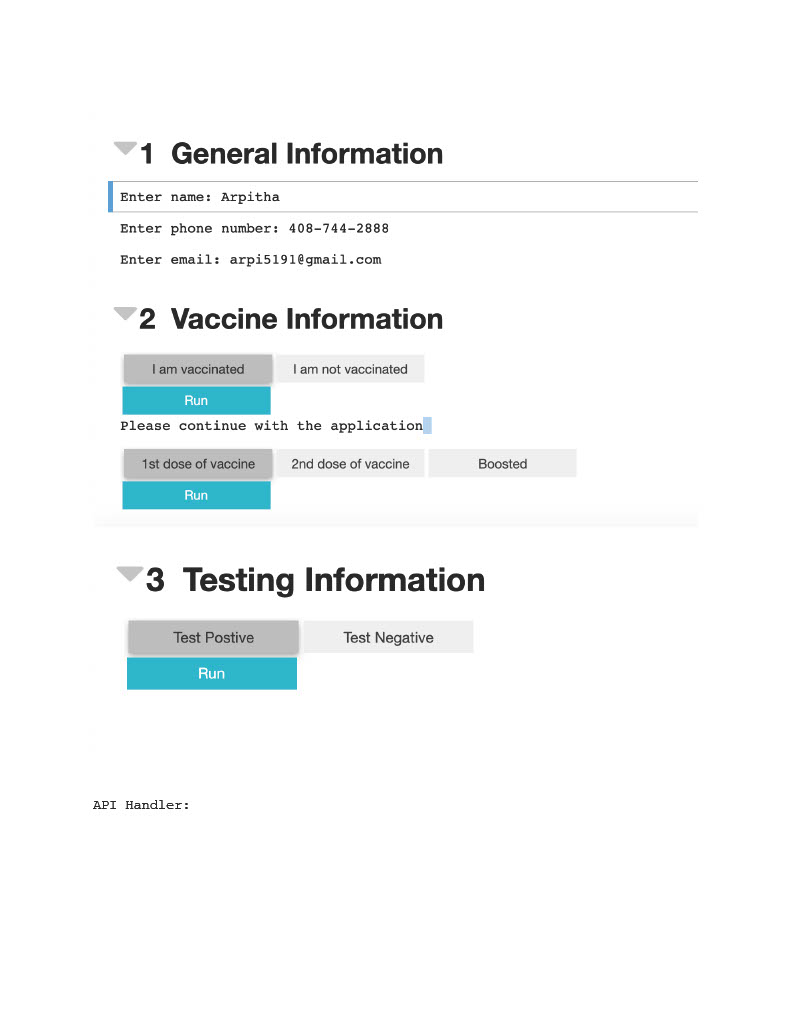 1 General Information
Enter name: Arpitha
Enter phone number: 408-744-2888
Enter email: arpi5191@gmail.com
2 Vaccine Information
I am vaccinated I am not vaccinated
Run
Please continue with the application
1st dose of vaccine 2nd dose of vaccine Boosted
Run
3 Testing Information
Test Postive Test Negative
Run
API Handler: